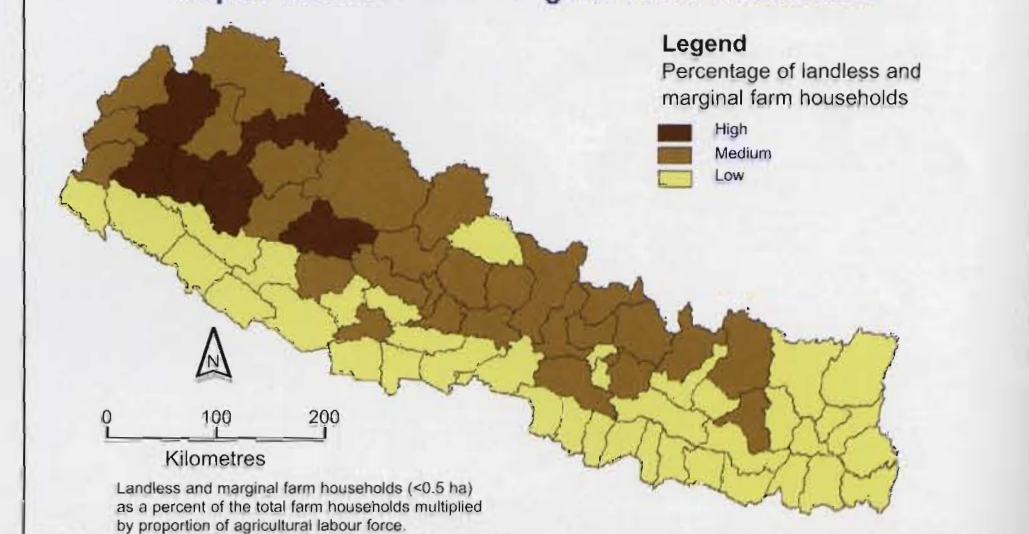 Legend
Percentage of landless and
marginal farm households
High
Medium
Low
N
0 100 200
Kilometres
Landless and marginal farm households (<0.5 ha)
as a percent of the total farm households multiplied
by proportion of agricultural labour force.